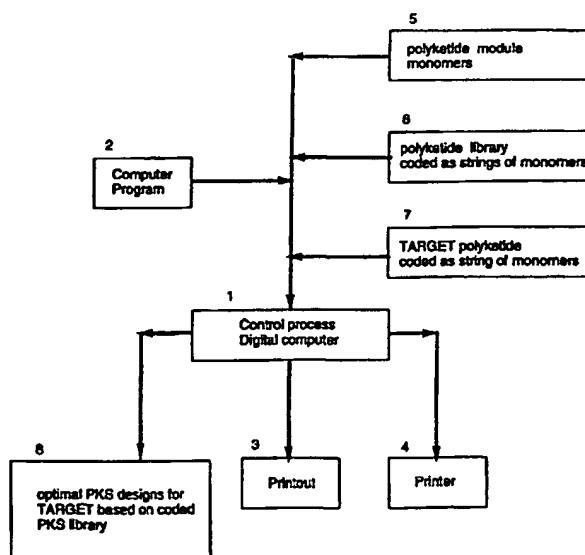 5
polyketide module
monomers
6
polyketide library
coded as strings of monomers
2
Computer
Program
7
TARGET polyketide
coded as string of monomers
1
Control process
Digital computer
8
optimal PKS designs for
TARGET based on coded
PKS library
3
Printout
4
Printer